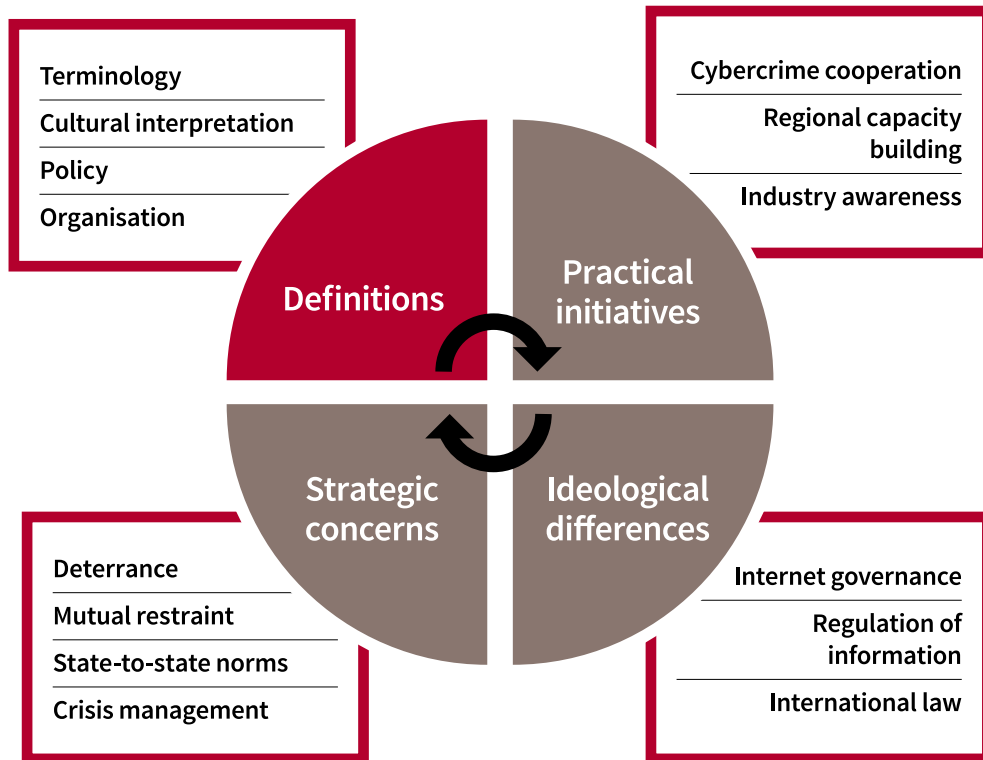 Terminology
Cultural interpretation
Policy
Organisation
Cybercrime cooperation
Regional capacity
building
Industry awareness
Definitions
Practical
initiatives
Strategic
concerns
Ideological
differences
Deterrance
Mutual restraint
State-to-state norms
Crisis management
Internet governance
Regulation of
information
International law